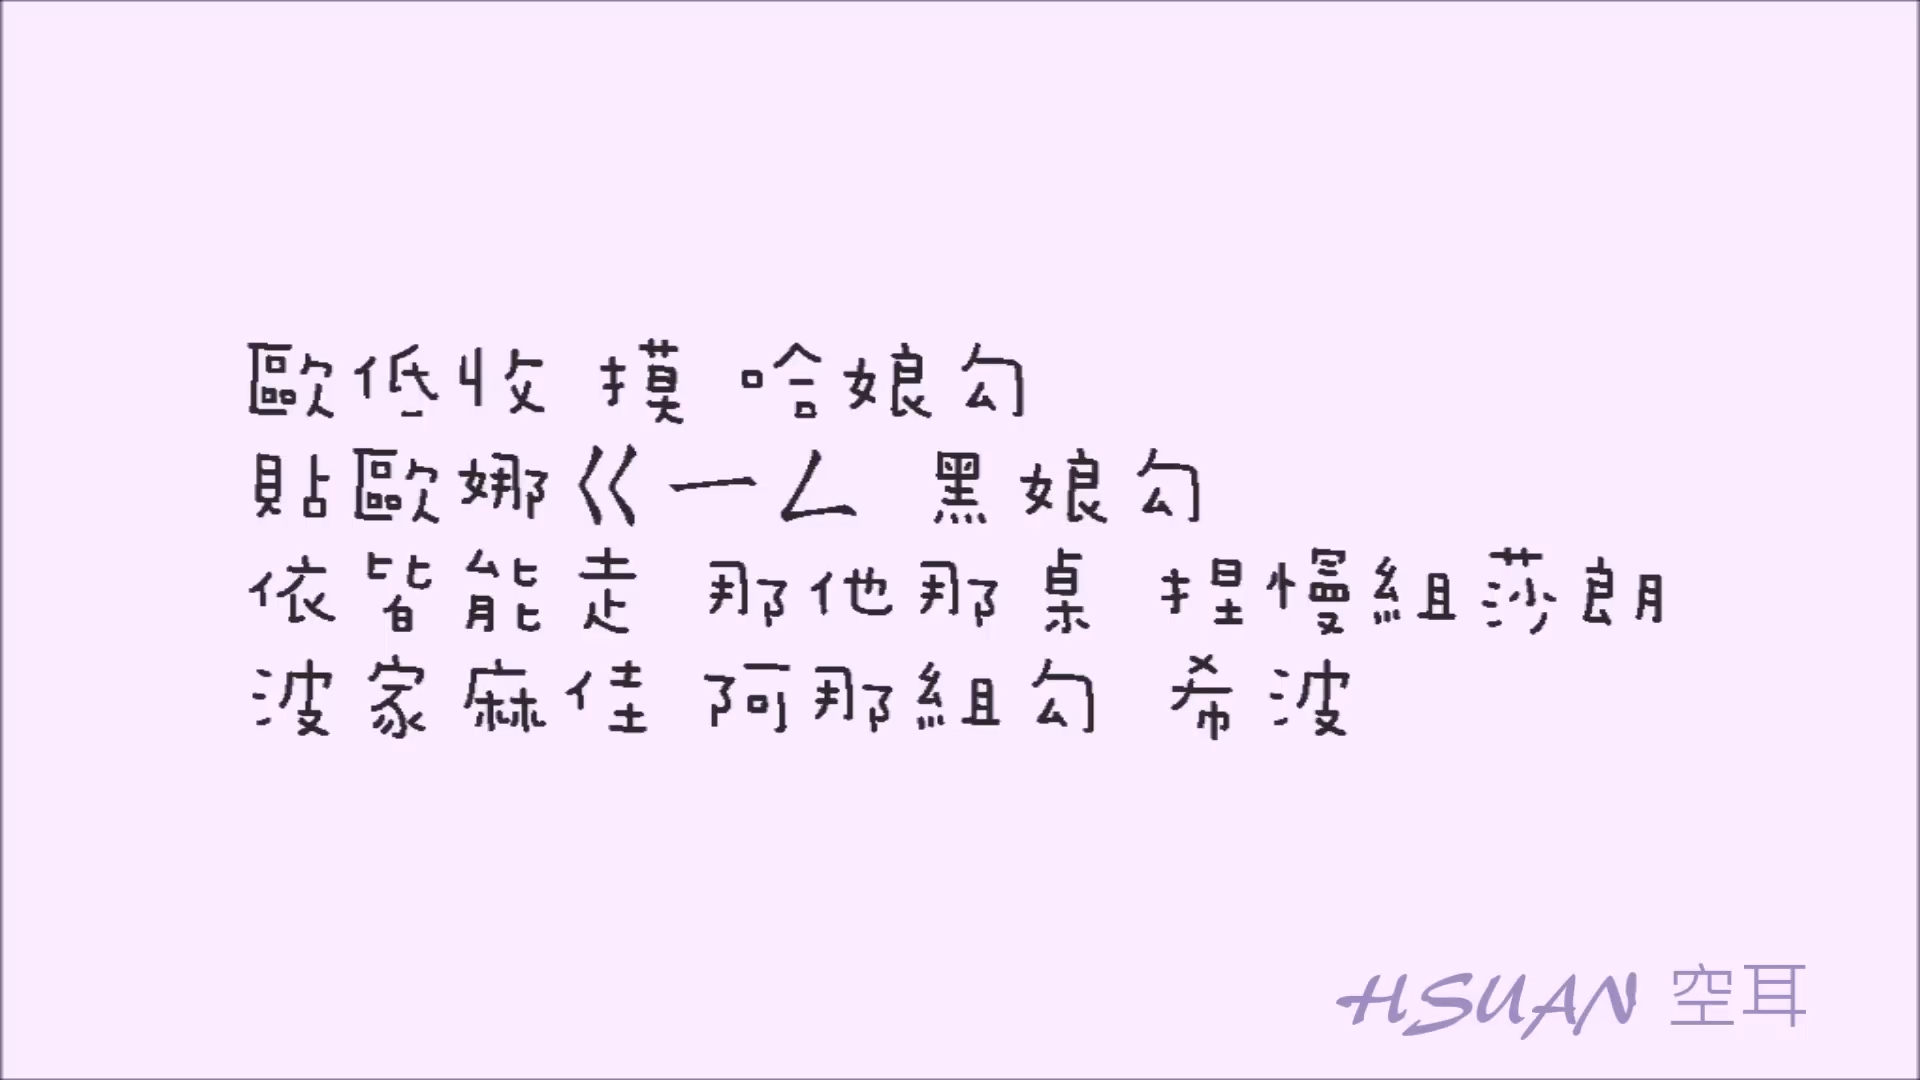 歐低收 摸 哈娘勾
貼歐娜ㄍㄧㄥ 黑娘勾
依皆能走 那他那桌 捏慢組莎朗
波家麻佳 阿那組勾 希波
HSUAN 空耳